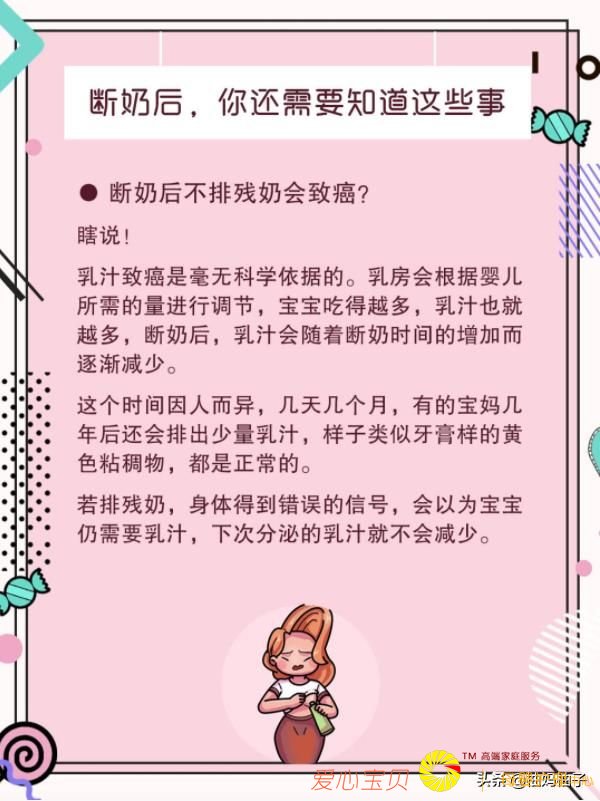 断奶后，你还需要知道这些事
● 断奶后不排残奶会致癌？
瞎说！
乳汁致癌是毫无科学依据的。乳房会根据婴儿
所需的量进行调节，宝宝吃得越多，乳汁也就
越多，断奶后，乳汁会随着断奶时间的增加而
逐渐减少。
这个时间因人而异，几天几个月，有的宝妈几
年后还会排出少量乳汁，样子类似牙膏样的黄
色粘稠物，都是正常的。
若排残奶，身体得到错误的信号，会以为宝宝
仍需要乳汁，下次分泌的乳汁就不会减少。
TM 高端家庭服务
爱心宝贝
头条